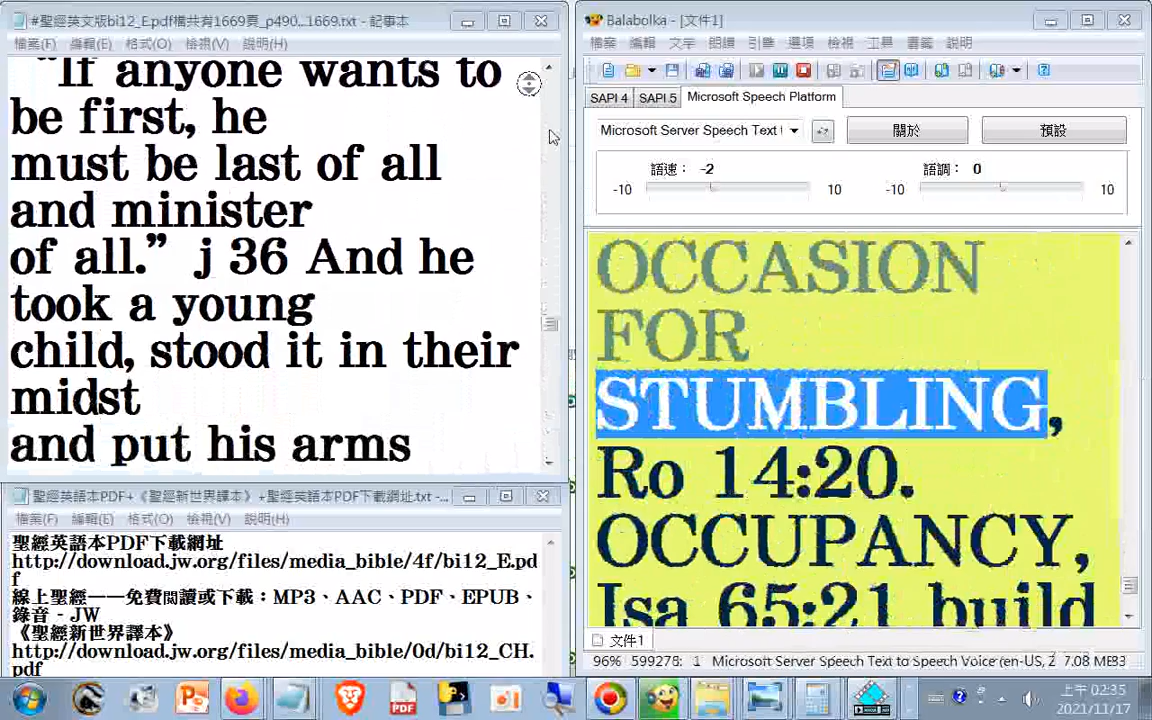 #聖經英文版bi12_E.pdf橫共有1669頁_p490...1669.txt - 記事本
檔案(F) 編輯(E) 格式(O) 檢視(V) 說明(H)
“If anyone wants to
be first, he
must be last of all
and minister
of all.” j 36 And he
took a young
child, stood it in their
midst
and put his arms
聖經英語本PDF+《聖經新世界譯本》+聖經英語本PDF下載網址.txt - ...
檔案(F) 編輯(E) 格式(O) 檢視(V) 說明(H)
聖經英語本PDF下載網址
http://download.jw.org/files/media_bible/4f/bi12_E.pd
f
線上聖經——免費閱讀或下載：MP3、AAC、PDF、EPUB、
錄音 - JW
《聖經新世界譯本》
http://download.jw.org/files/media_bible/0d/bi12_CH.
pdf
Balabolka - [文件1]
檔案 編輯 文字 朗讀 引擎 選項 檢視 工具 書籤 說明
SAPI 4 SAPI 5 Microsoft Speech Platform
Microsoft Server Speech Text 關於 預設
語速： -2 語調： 0
-10 10 -10 10
OCCASION
FOR
STUMBLING,
Ro 14:20.
OCCUPANCY,
Isa 65:21 build
文件1
96% 599278: 1 Microsoft Server Speech Text to Speech Voice (en-US, Z 7.08 MB
上午 02:35
2021/11/17